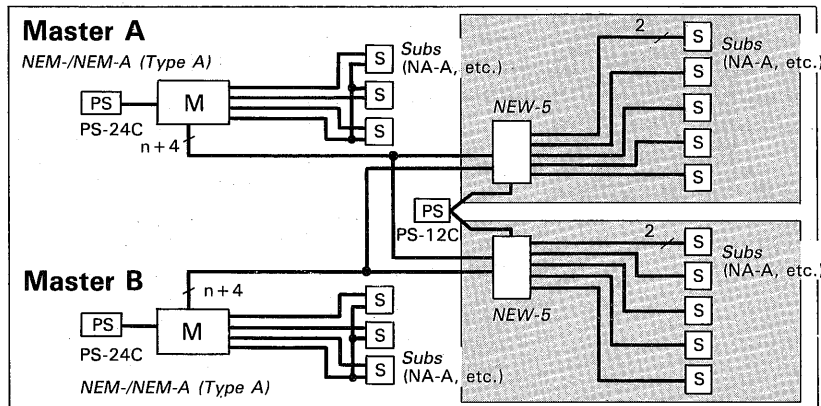 Master A
NEM-/NEM-A (Type A)
PS
PS-24C
M
n+4
S
S
S
Subs
(NA-A, etc.)
NEW-5
2
S
S
S
S
S
Subs
(NA-A, etc.)
PS
PS-12C
Master B
n+4
PS
PS-24C
M
NEM-/NEM-A (Type A)
S
S
S
Subs
(NA-A, etc.)
NEW-5
2
S
S
S
S
S
Subs
(NA-A, etc.)